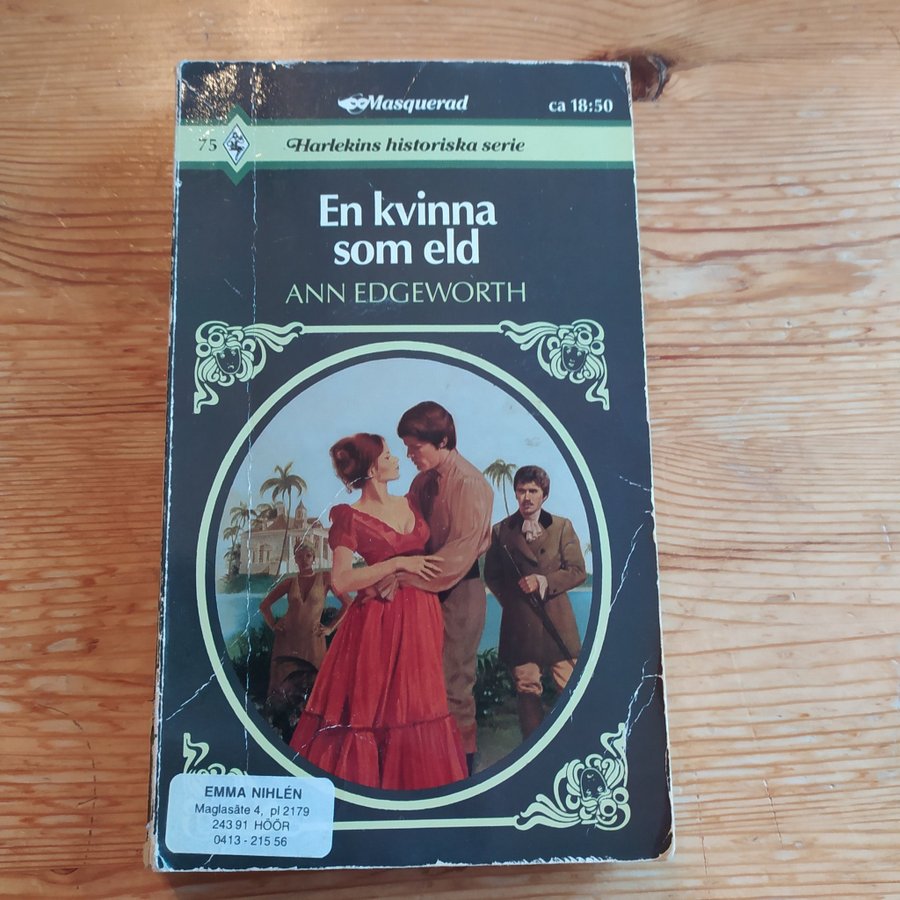 Masquerad
ca 18:50
75
Harlekins historiska serie
En kvinna
som eld
ANN EDGEWORTH
EMMA NIHLÉN
Maglasäte 4, pl 2179
243 91 HÖÖR
0413 - 215 56